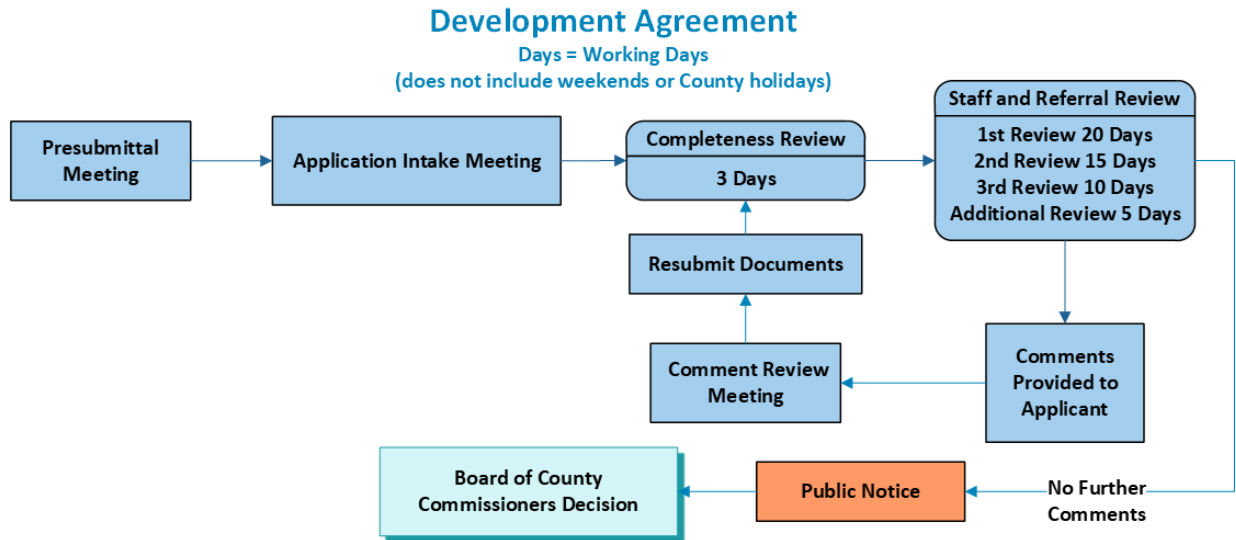 Development Agreement
Days = Working Days
(does not include weekends or County holidays)
Presubmittal
Meeting
Application Intake Meeting
Completeness Review
3 Days
Staff and Referral Review
1st Review 20 Days
2nd Review 15 Days
3rd Review 10 Days
Additional Review 5 Days
Resubmit Documents
Comment Review
Meeting
Comments
Provided to
Applicant
Board of County
Commissioners Decision
Public Notice
No Further
Comments